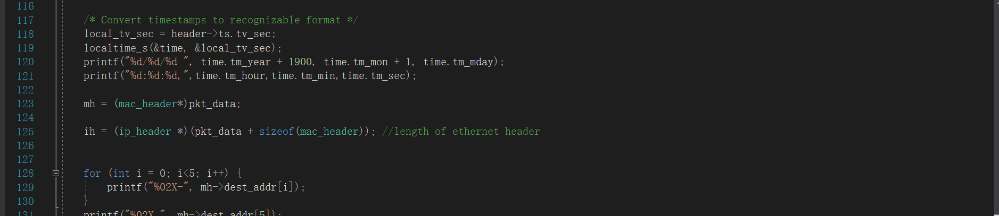 116
117 /* Convert timestamps to recognizable format */
118 local_tv_sec = header->ts.tv_sec;
119 localtime_s(&time, &local_tv_sec);
120 printf("%d/%d/%d ", time.tm_year + 1900, time.tm_mon + 1, time.tm_mday);
121 printf("%d:%d:%d,",time.tm_hour,time.tm_min,time.tm_sec);
122
123 mh = (mac_header*)pkt_data;
124
125 ih = (ip_header *)(pkt_data + sizeof(mac_header)); //length of ethernet header
126
127
128 for (int i = 0; i<5; i++) {
129 printf("%02X-", mh->dest_addr[i]);
130 }
131 printf("%02X,", mh->dest_addr[5]);